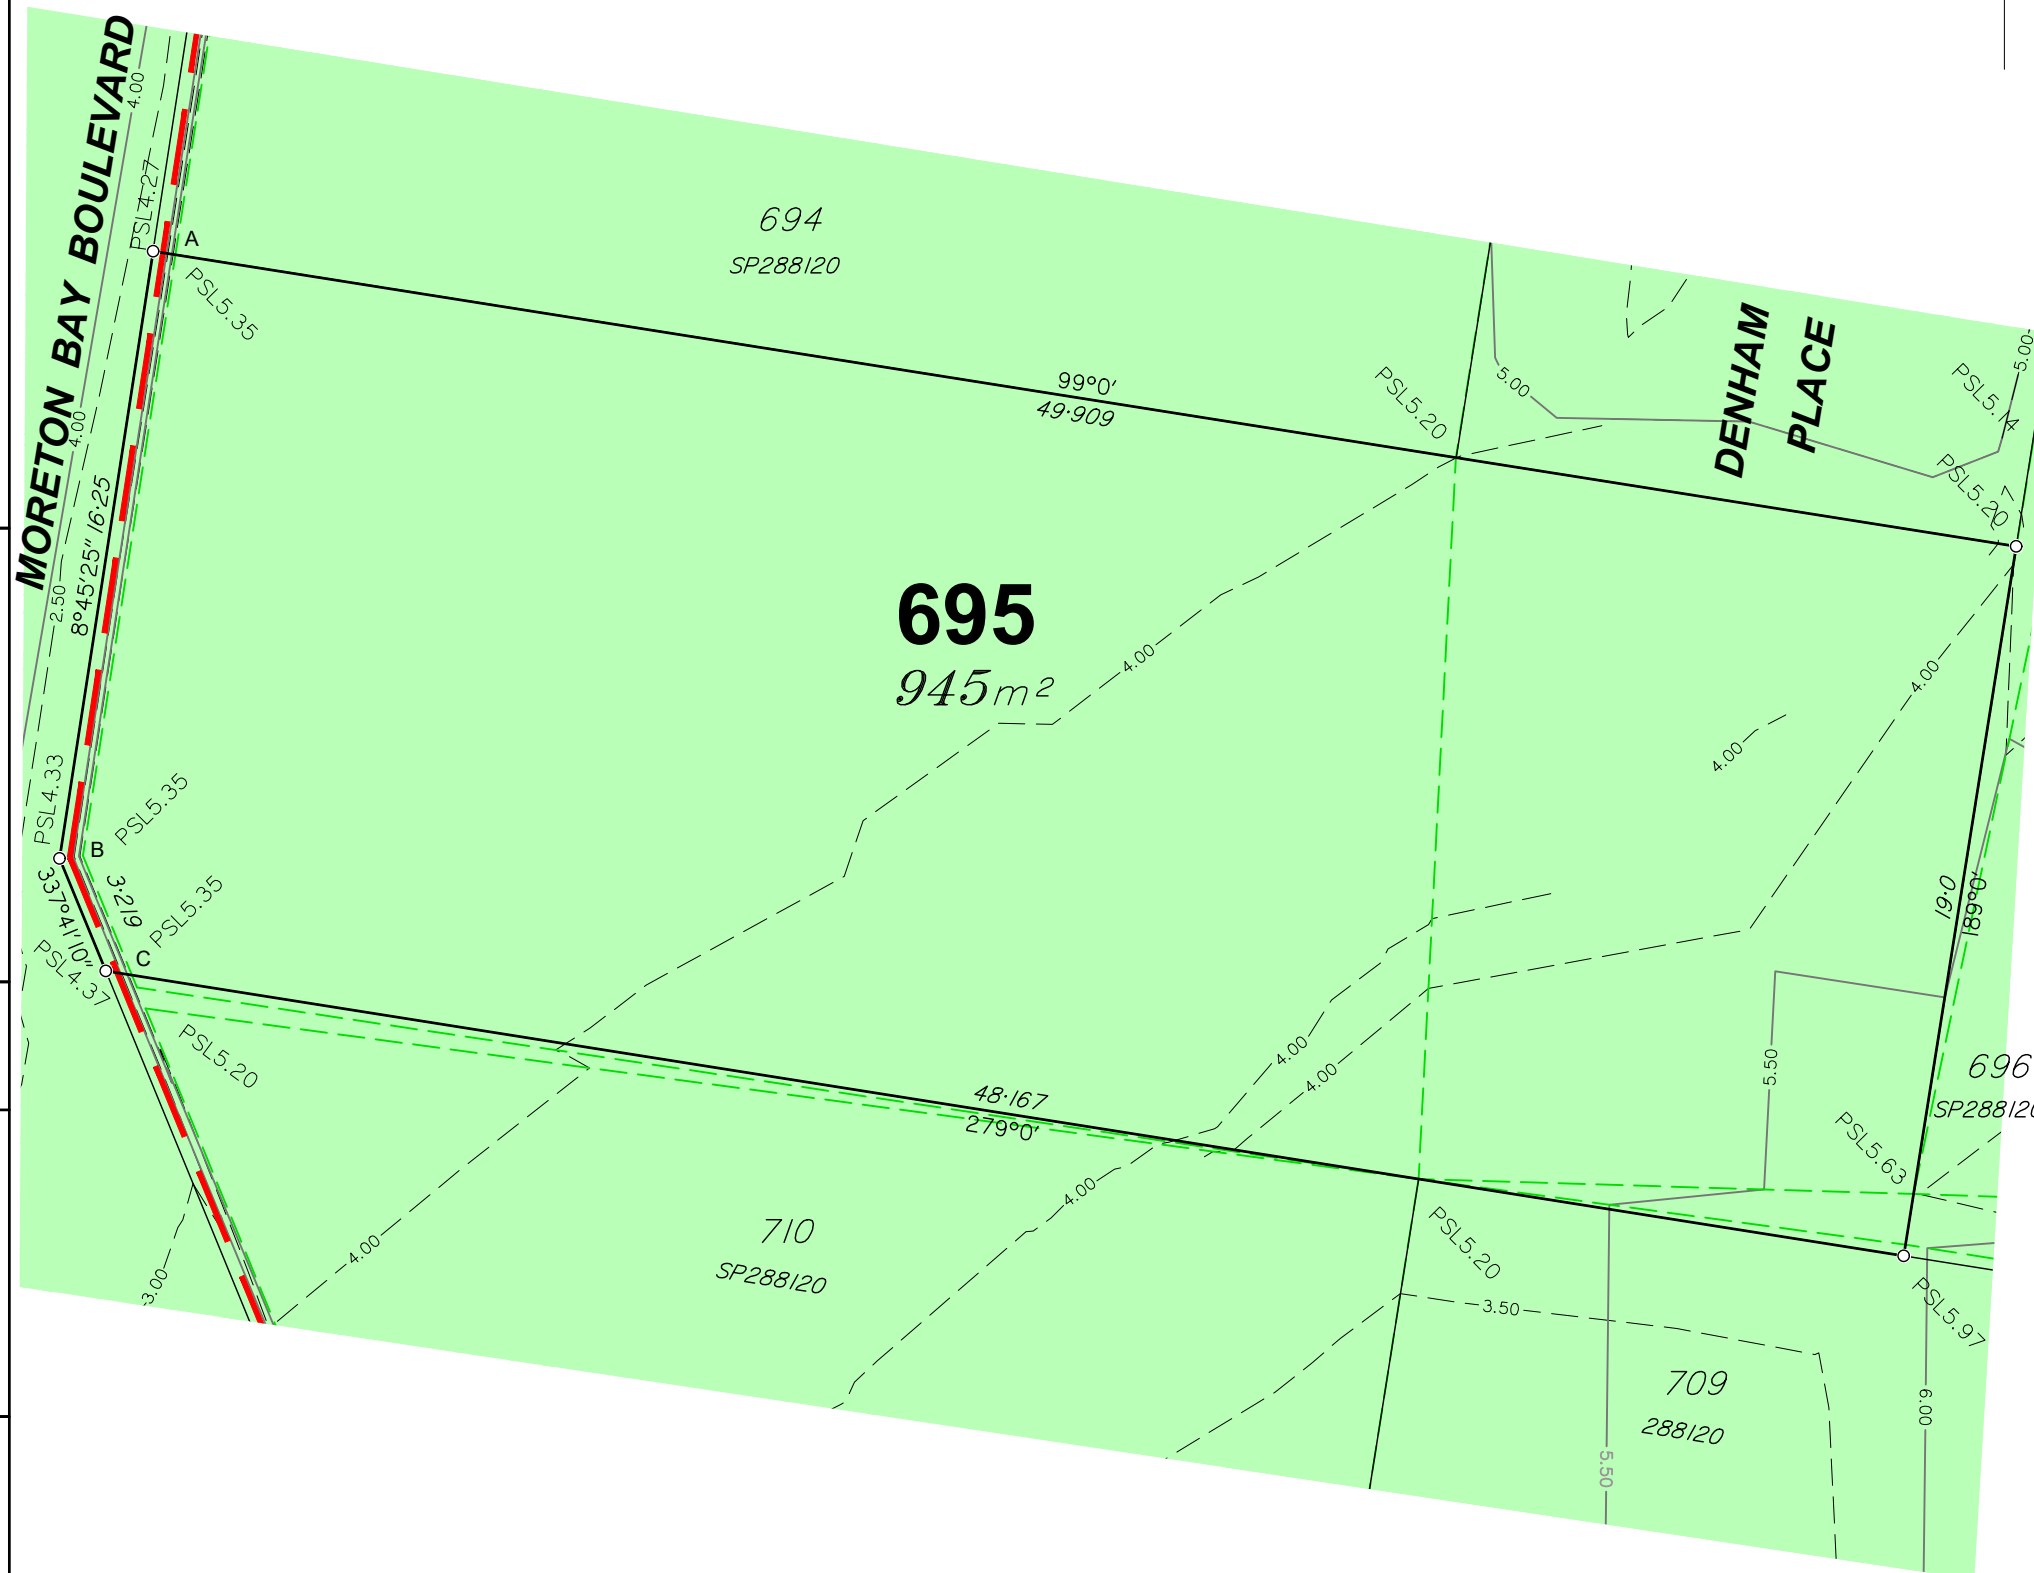 MORETON BAY BOULEVARD
4.00
PSL4.27
A
PSL5.35
694
SP288120
99°0'
49·909
PSL5.20
5.00
DENHAM
PLACE
5.00
PSL5.14
PSL5.20
4.00
2.50
8°45'25" 16·25
695
945m²
4.00
4.00
4.00
PSL4.33
PSL5.35
B
3·219
337°41'10"
PSL5.35
C
PSL4.37
PSL5.20
19·0
189°0'
48·167
279°0'
4.00
4.00
4.00
5.50
696
SP288120
PSL5.63
710
SP288120
4.00
3.00
PSL5.20
3.50
PSL5.97
709
288120
5.50
6.00